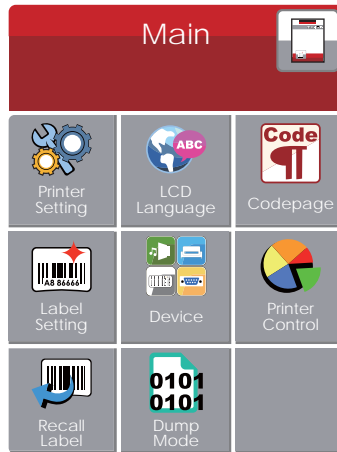 Main
ABC
Code
Printer
Setting
LCD
Language
Codepage
A8 86666
Label
Setting
Device
Printer
Control
0101
0101
Recall
Label
Dump
Mode